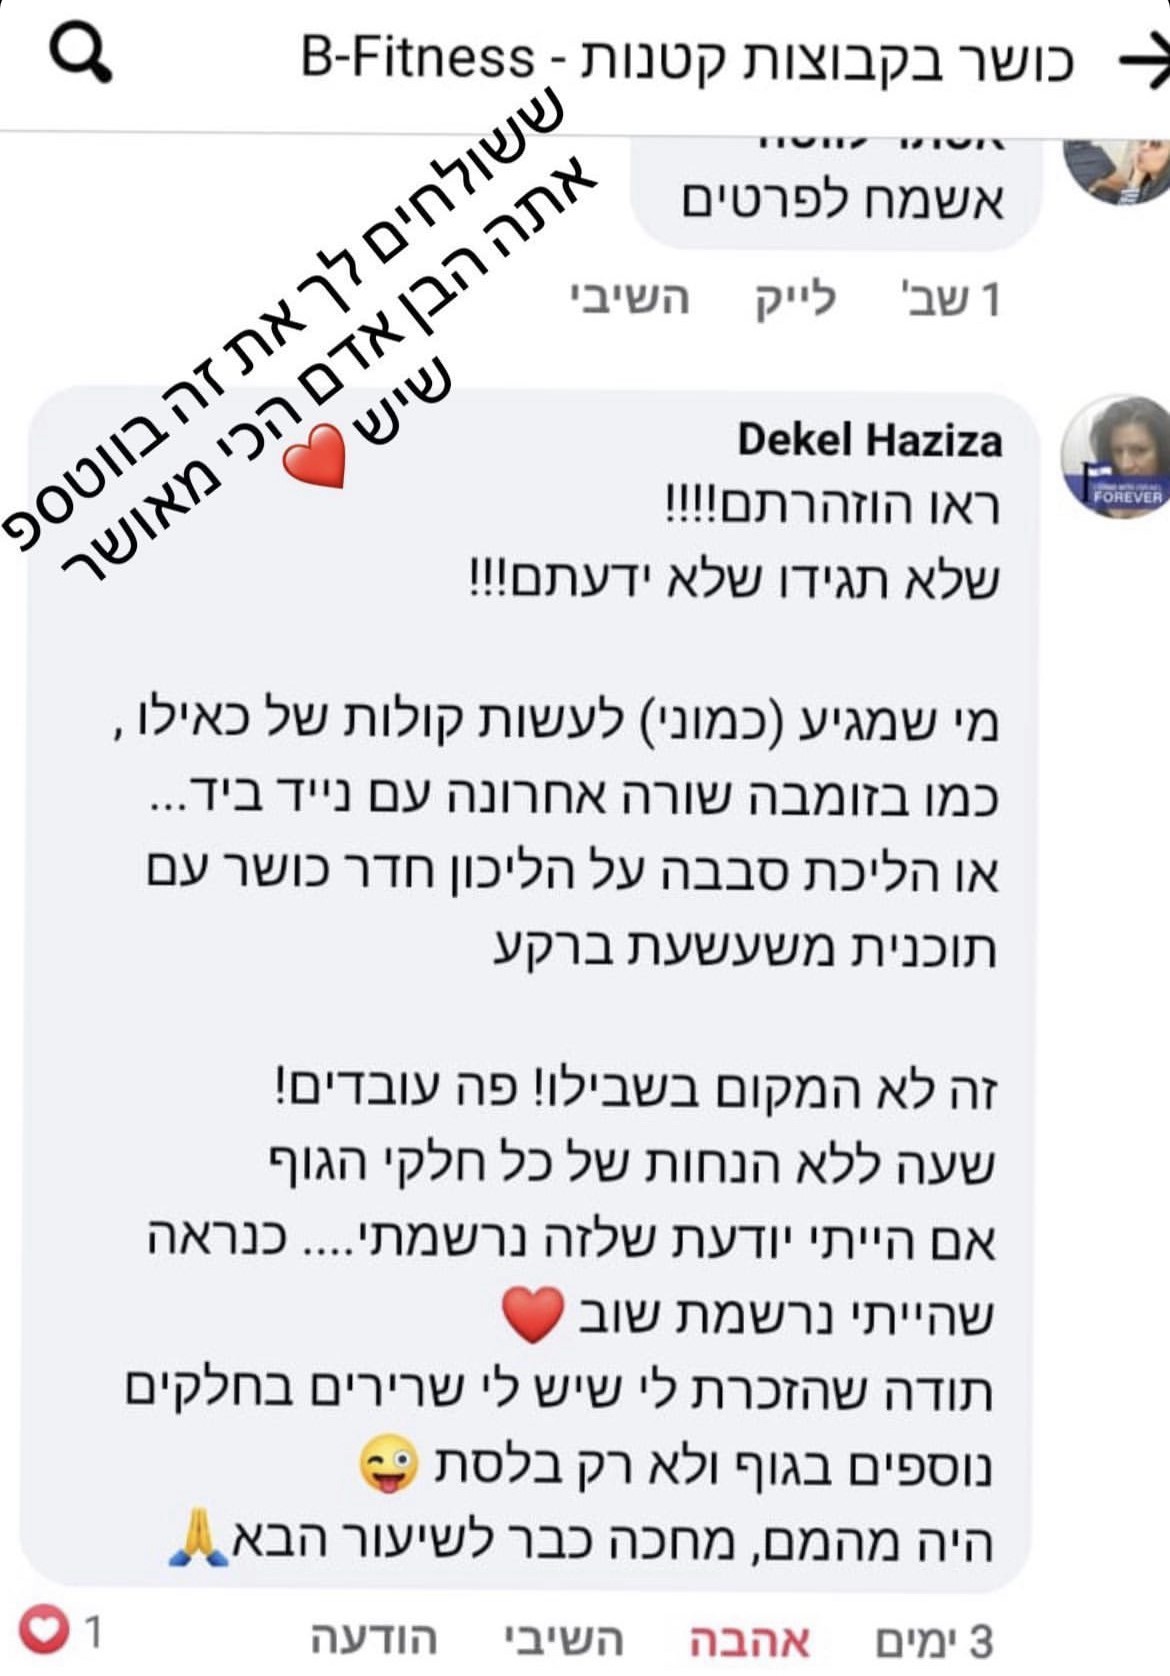 כושר בקבוצות קטנות - B-Fitness
ששולחים לך את זה בווטספ
אתה הבן אדם הכי מאושר
שיש ❤️
אשמח לפרטים
1 שב' לייק השיבי
Dekel Haziza
ראו הוזהרתם!!!!
שלא תגידו שלא ידעתם!!!
מי שמגיע (כמוני) לעשות קולות של כאילו ,
כמו בזומבה שורה אחרונה עם נייד ביד...
או הליכת סבבה על הליכון חדר כושר עם
תוכנית משעשעת ברקע
זה לא המקום בשבילו! פה עובדים!
שעה ללא הנחות של כל חלקי הגוף
אם הייתי יודעת שלזה נרשמתי.... כנראה
שהייתי נרשמת שוב ❤️
תודה שהזכרת לי שיש לי שרירים בחלקים
נוספים בגוף ולא רק בלסת 😜
היה מהמם, מחכה כבר לשיעור הבא🙏
3 ימים אהבה השיבי הודעה 1
FOREVER